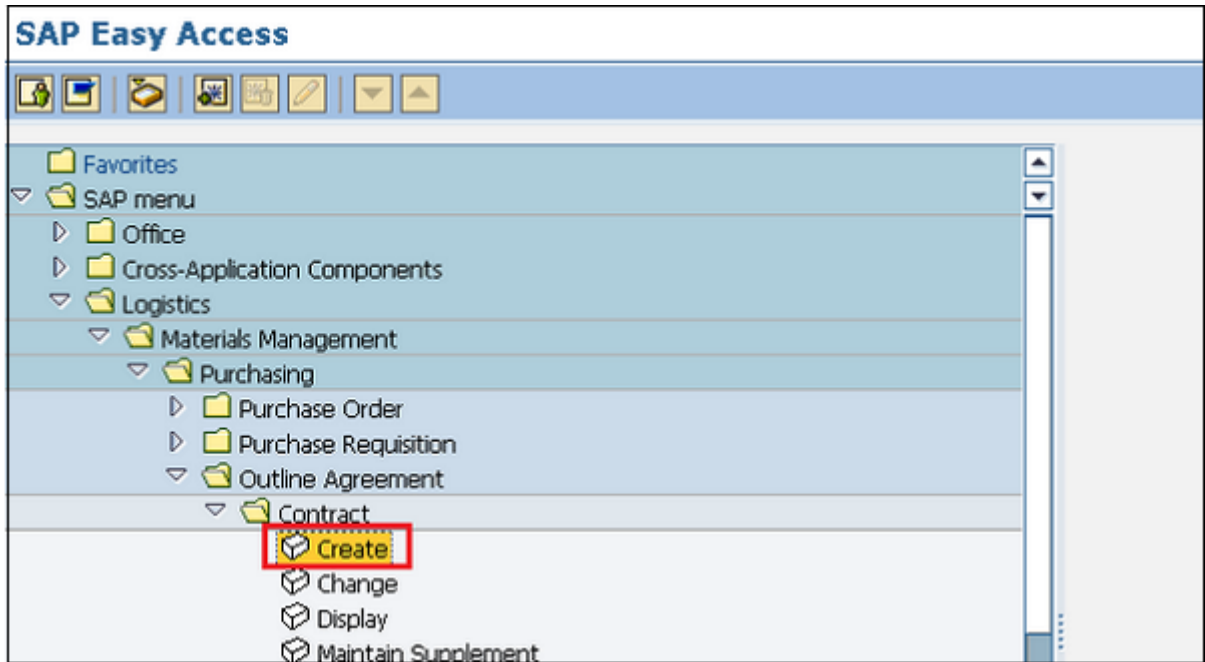 SAP Easy Access
Favorites
SAP menu
Office
Cross-Application Components
Logistics
Materials Management
Purchasing
Purchase Order
Purchase Requisition
Outline Agreement
Contract
Create
Change
Display
Maintain Supplement